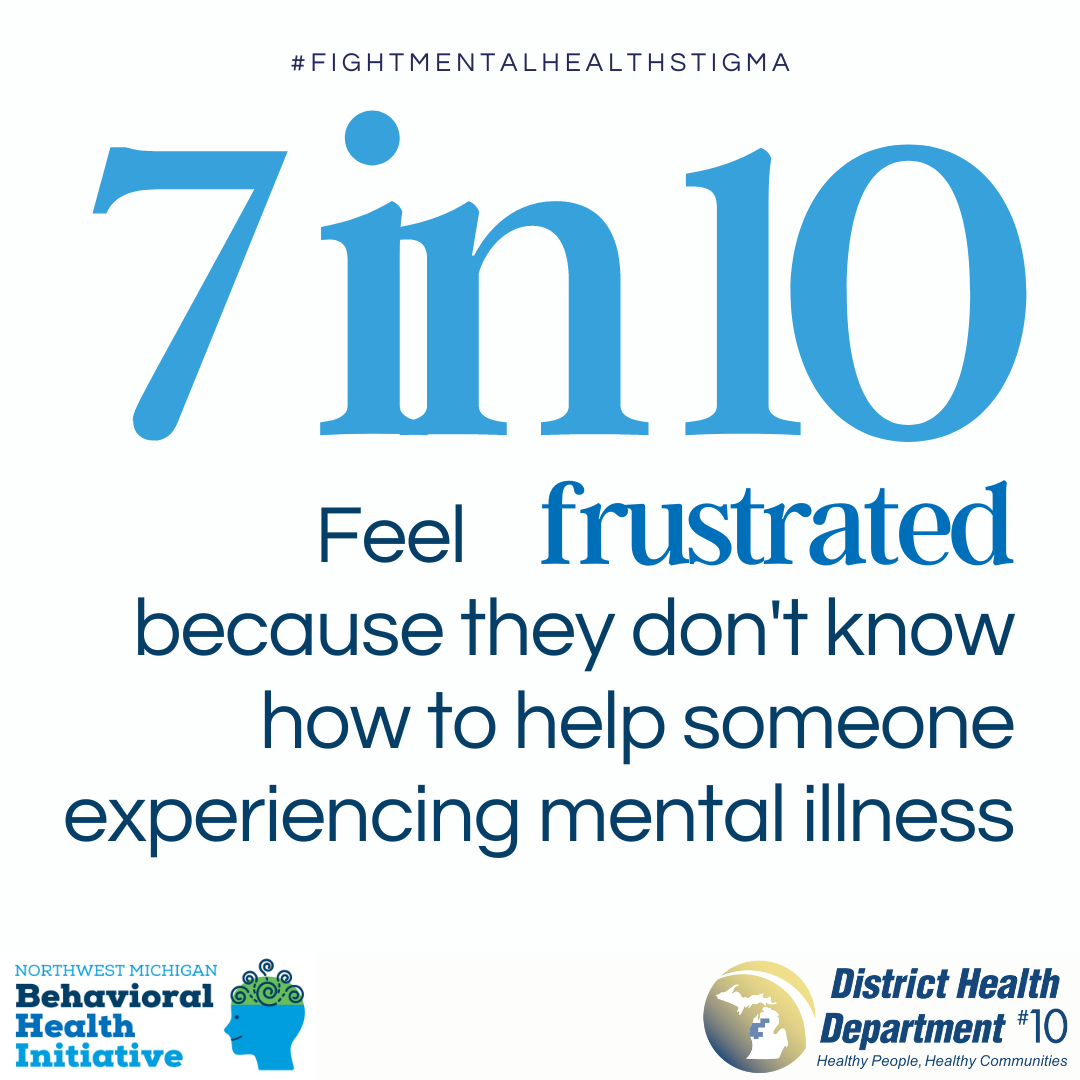 #FIGHTMENTALHEALTHSTIGMA
7 in 10
Feel frustrated
because they don't know
how to help someone
experiencing mental illness
NORTHWEST MICHIGAN
Behavioral
Health
Initiative
District Health
Department #10
Healthy People, Healthy Communities